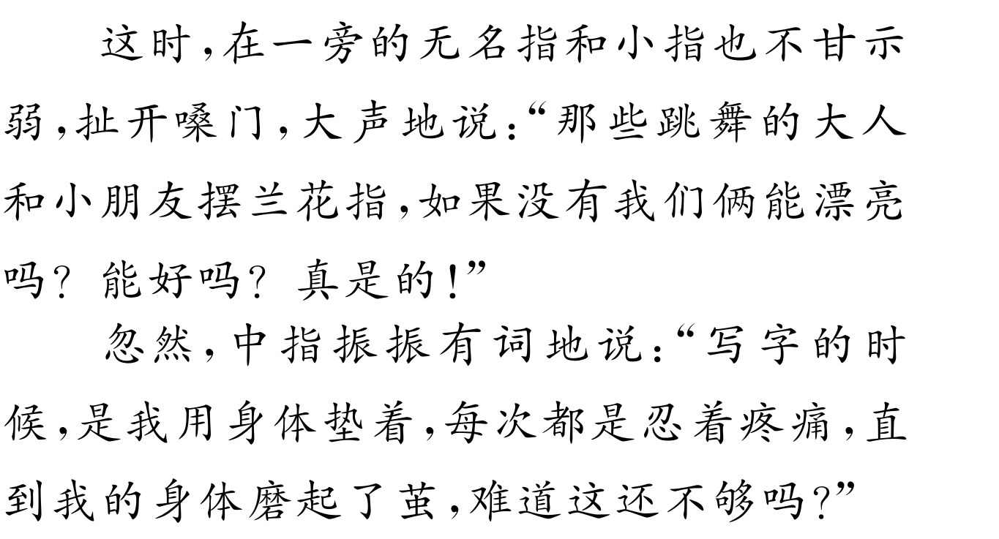 这时,在一旁的无名指和小指也不甘示
弱,扯开嗓门,大声地说:“那些跳舞的大人
和小朋友摆兰花指,如果没有我们俩能漂亮
吗? 能好吗? 真是的!”
忽然,中指振振有词地说:“写字的时
候,是我用身体垫着,每次都是忍着疼痛,直
到我的身体磨起了茧,难道这还不够吗?”